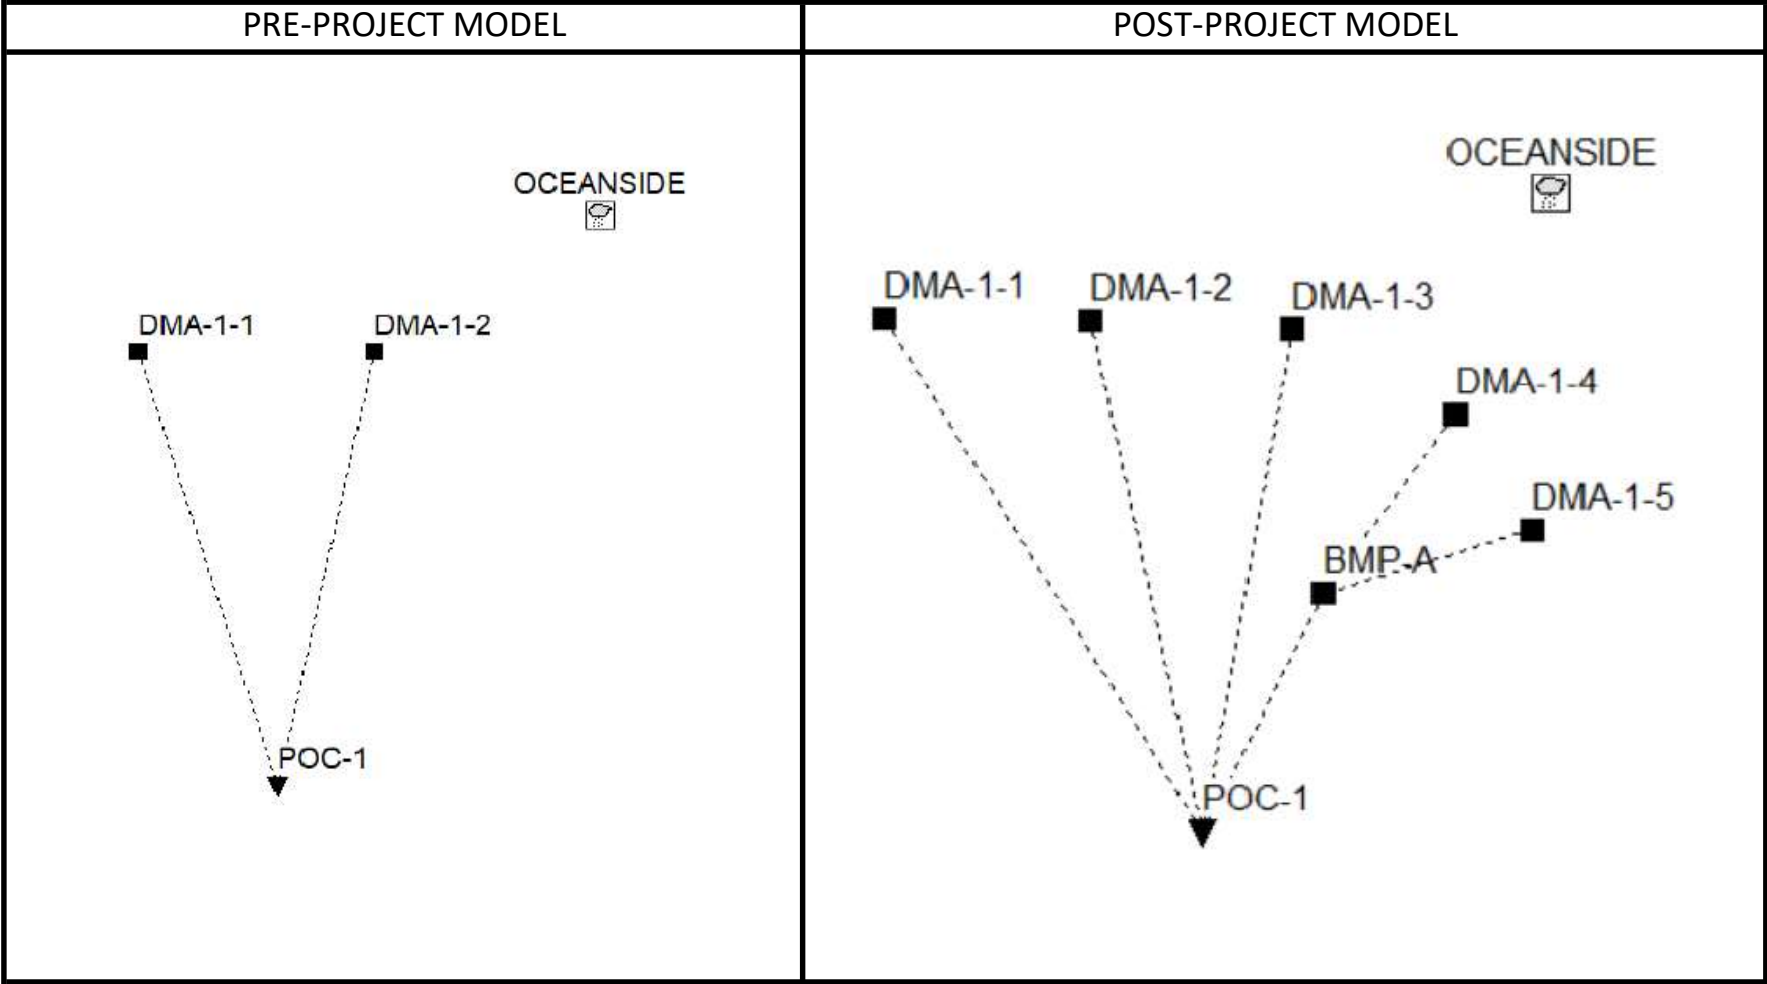 PRE-PROJECT MODEL
POST-PROJECT MODEL
OCEANSIDE
DMA-1-1
DMA-1-2
POC-1
OCEANSIDE
DMA-1-1
DMA-1-2
DMA-1-3
DMA-1-4
DMA-1-5
BMP-A
POC-1